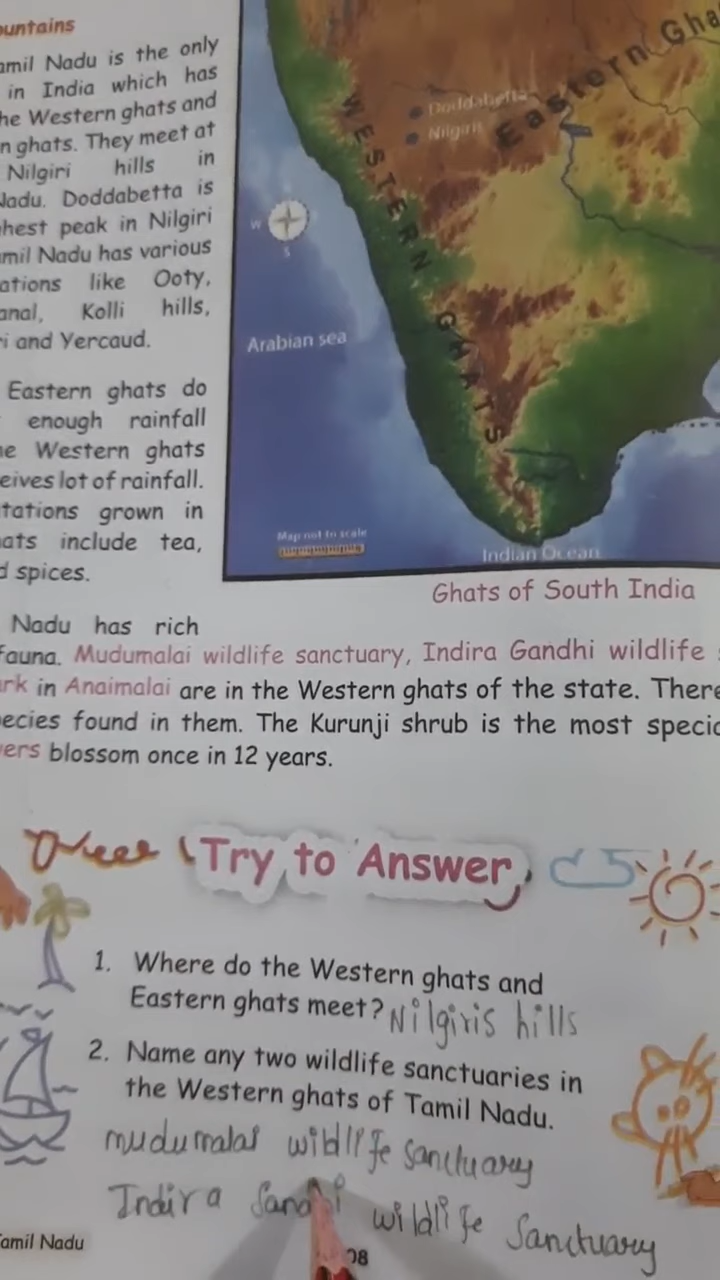 ountains
amil Nadu is the only
in India which has
he Western ghats and
n ghats. They meet at
Nilgiri hills in
Nadu. Doddabetta is
hest peak in Nilgiri
mil Nadu has various
ations like Ooty,
anal, Kolli hills,
ri and Yercaud.
Eastern ghats do
enough rainfall
he Western ghats
eives lot of rainfall.
tations grown in
ats include tea,
d spices.
Eastern Gha
Doddabetta
Nilgiris
WESTERN GHATS
W
S
Arabian sea
Map not to scale
Indian Ocean
Ghats of South India
Nadu has rich
fauna. Mudumalai wildlife sanctuary, Indira Gandhi wildlife s
ark in Anaimalai are in the Western ghats of the state. There
pecies found in them. The Kurunji shrub is the most specia
ers blossom once in 12 years.
Try to Answer
1. Where do the Western ghats and
Eastern ghats meet? Nilgiris hills
2. Name any two wildlife sanctuaries in
the Western ghats of Tamil Nadu.
mudumalai wildlife sanctuary
Indira wildlife Sanctuary
amil Nadu
08